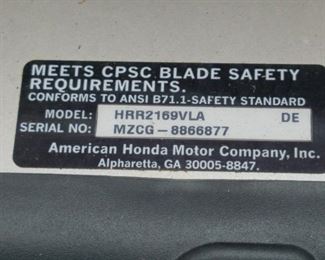 MEETS CPSC BLADE SAFETY
REQUIREMENTS.
CONFORMS TO ANSI B71.1-SAFETY STANDARD
MODEL: HRR2169VLA DE
SERIAL NO: MZCG-8866877
American Honda Motor Company, Inc.
Alpharetta, GA 30005-8847.